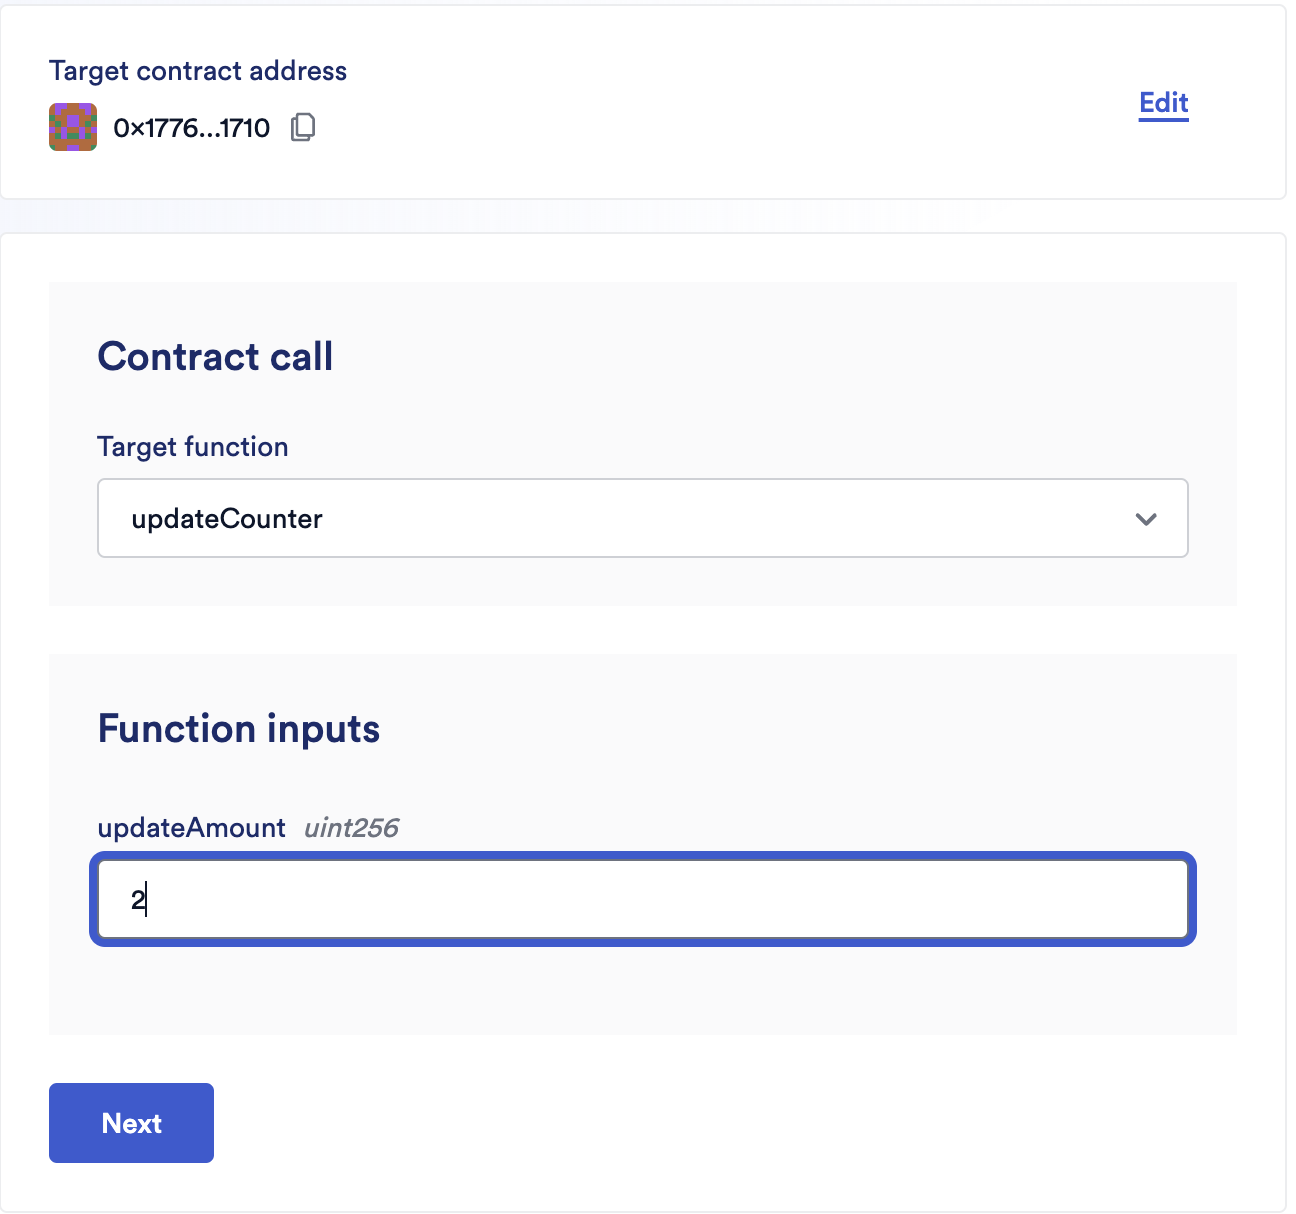 Target contract address
0x1776...1710
Edit
Contract call
Target function
updateCounter
Function inputs
updateAmount uint256
2
Next